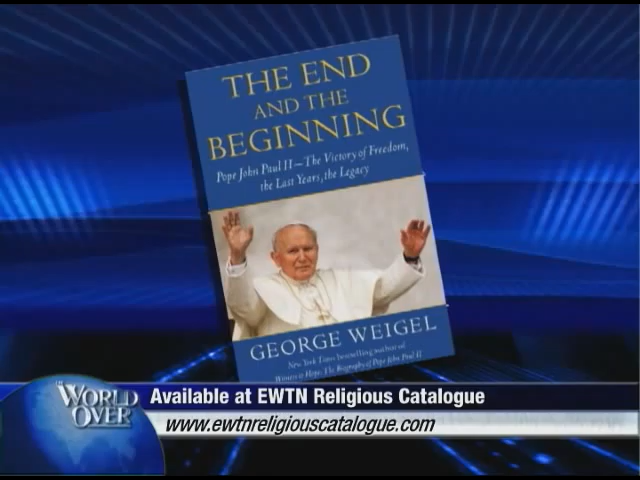 THE END
AND THE
BEGINNING
Pope John Paul II—The Victory of Freedom,
the Last Years, the Legacy
GEORGE WEIGEL
New York Times bestselling author of
Witness to Hope: The Biography of Pope John Paul II
THE
WORLD
OVER
Available at EWTN Religious Catalogue
www.ewtnreligiouscatalogue.com